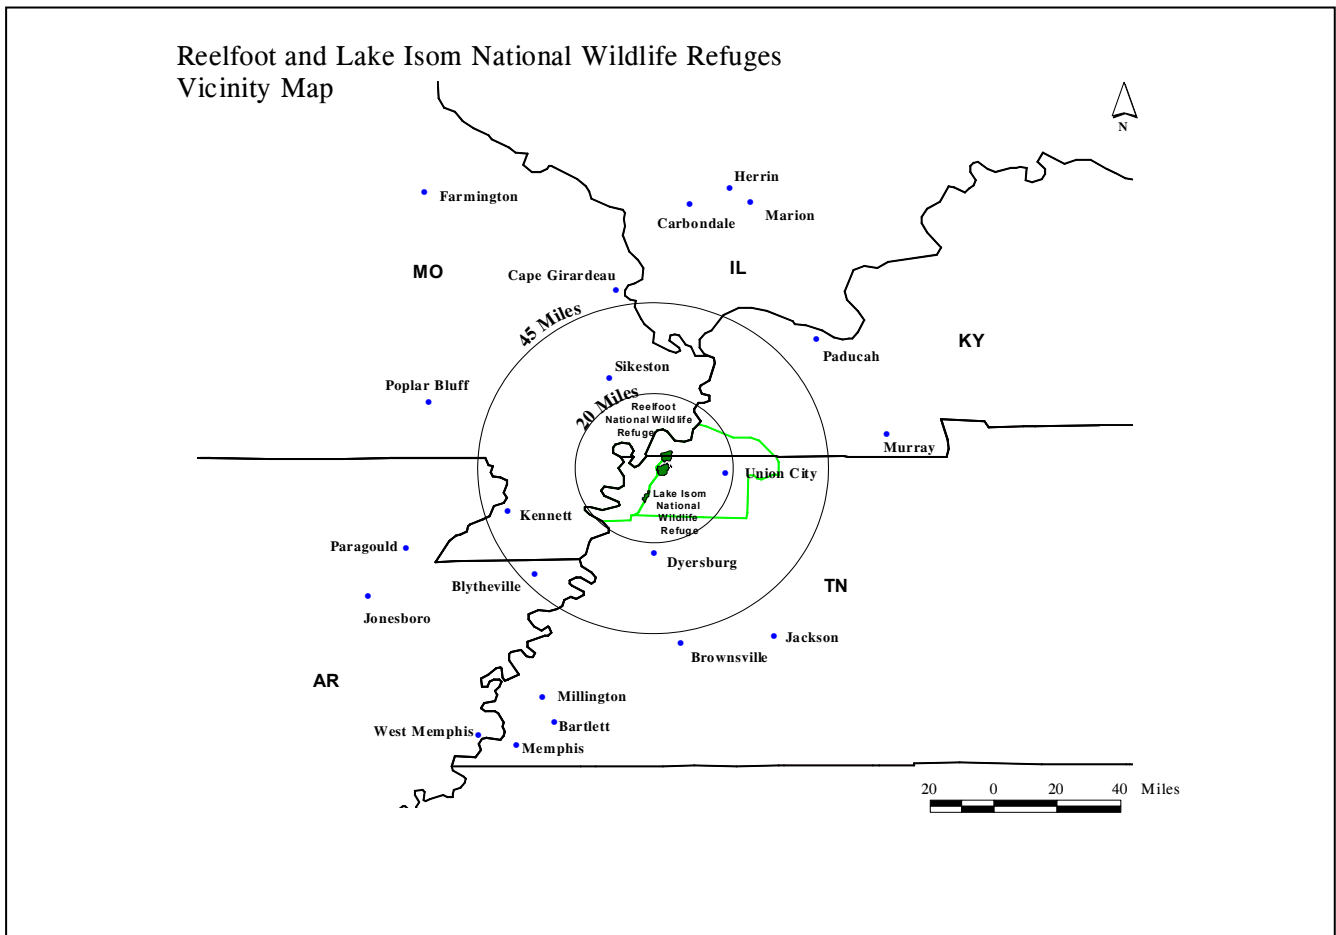 Reelfoot and Lake Isom National Wildlife Refuges
Vicinity Map
N
Herrin
Farmington
Marion
Carbondale
MO
IL
Cape Girardeau
45 Miles
KY
Paducah
Sikeston
Poplar Bluff
20 Miles
Reelfoot
National Wildlife
Refuge
Murray
Union City
Lake Isom
National
Wildlife
Refuge
Kennett
Paragould
Dyersburg
Blytheville
TN
Jonesboro
Jackson
Brownsville
AR
Millington
Bartlett
West Memphis
Memphis
20 0 20 40 Miles